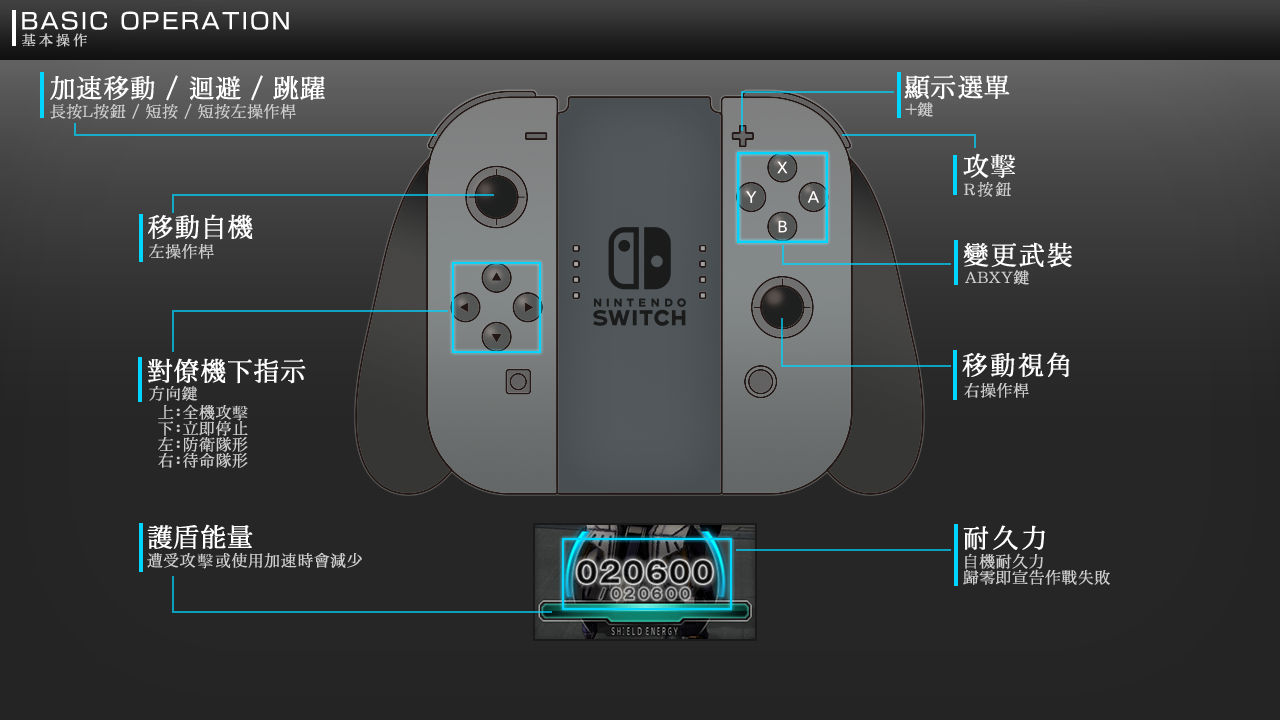 BASIC OPERATION
基本操作
加速移動 / 迴避 / 跳躍
長按L按鈕 / 短按 / 短按左操作桿
顯示選單
+鍵
攻擊
R按鈕
X
Y
A
B
移動自機
左操作桿
變更武裝
ABXY鍵
NINTENDO
SWITCH
對僚機下指示
方向鍵
上:全機攻擊
下:立即停止
左:防衛隊形
右:待命隊形
移動視角
右操作桿
護盾能量
遭受攻擊或使用加速時會減少
耐久力
自機耐久力
歸零即宣告作戰失敗
020600
/020600
SHIELD ENERGY